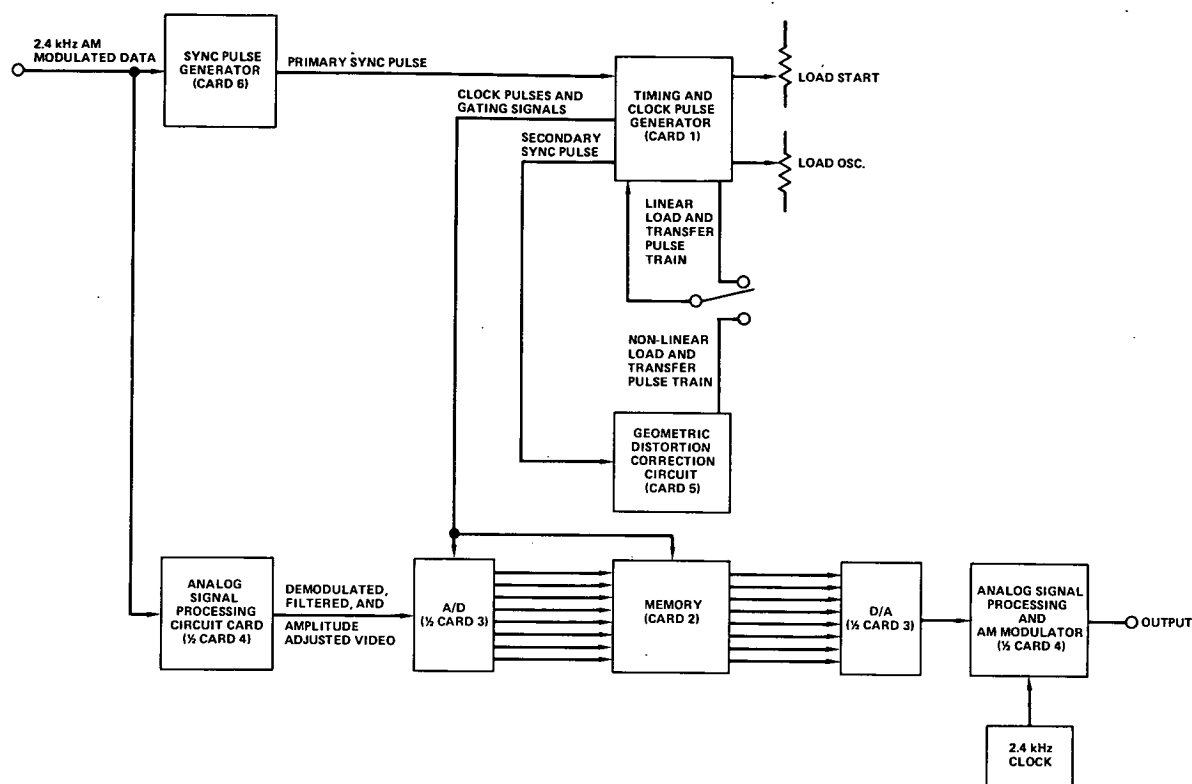 2.4 kHz AM
MODULATED DATA
SYNC PULSE
GENERATOR
(CARD 6)
PRIMARY SYNC PULSE
CLOCK PULSES AND
GATING SIGNALS
SECONDARY
SYNC PULSE
TIMING AND
CLOCK PULSE
GENERATOR
(CARD 1)
LOAD START
LOAD OSC.
LINEAR
LOAD AND
TRANSFER
PULSE
TRAIN
NON-LINEAR
LOAD AND
TRANSFER
PULSE TRAIN
GEOMETRIC
DISTORTION
CORRECTION
CIRCUIT
(CARD 5)
ANALOG
SIGNAL
PROCESSING
CIRCUIT CARD
(½ CARD 4)
DEMODULATED,
FILTERED, AND
AMPLITUDE
ADJUSTED VIDEO
A/D
(½ CARD 3)
MEMORY
(CARD 2)
D/A
(½ CARD 3)
ANALOG SIGNAL
PROCESSING
AND
AM MODULATOR
(½ CARD 4)
OUTPUT
2.4 kHz
CLOCK